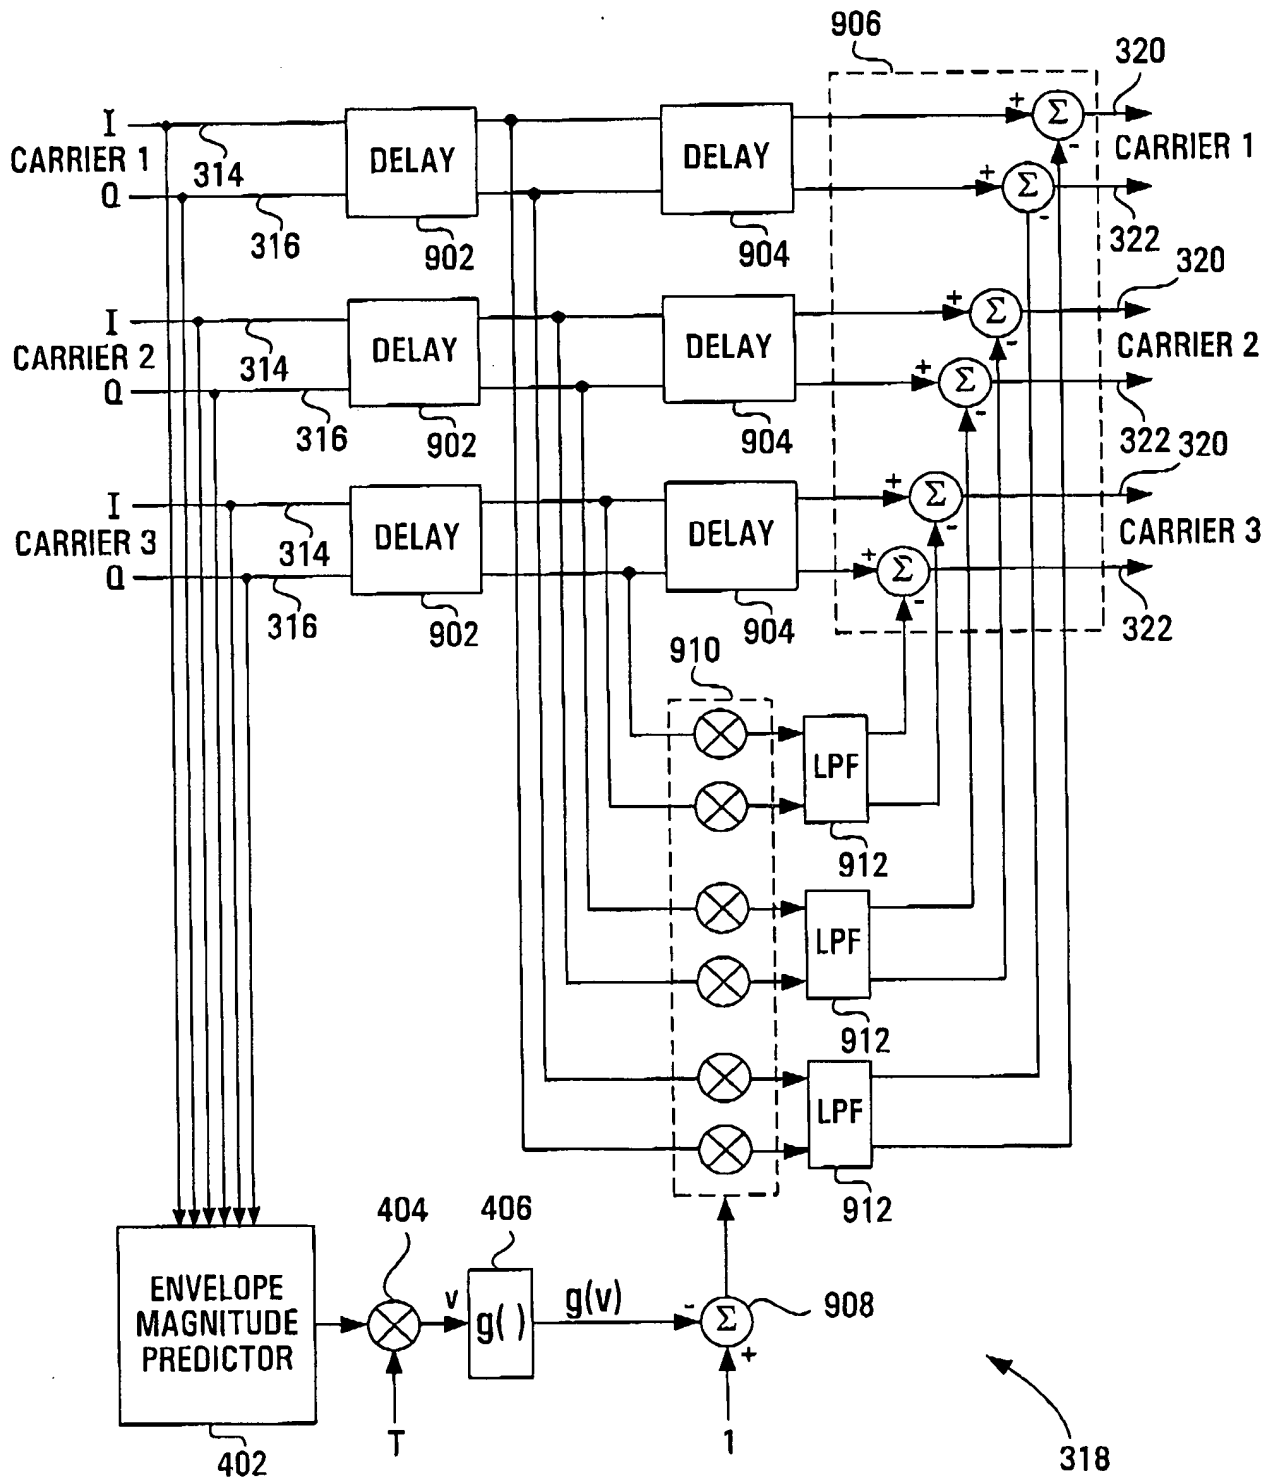 906
320
I
CARRIER 1
Q
314
316
DELAY
902
DELAY
904
+
Σ
-
+
Σ
-
CARRIER 1
322
320
I
CARRIER 2
Q
314
316
DELAY
902
DELAY
904
+
Σ
-
+
Σ
-
CARRIER 2
322
320
I
CARRIER 3
Q
314
316
DELAY
902
DELAY
904
+
Σ
-
+
Σ
-
CARRIER 3
322
910
LPF
912
LPF
912
LPF
912
404
406
ENVELOPE
MAGNITUDE
PREDICTOR
402
v
g( )
g(v)
-
Σ
+
908
T
1
318